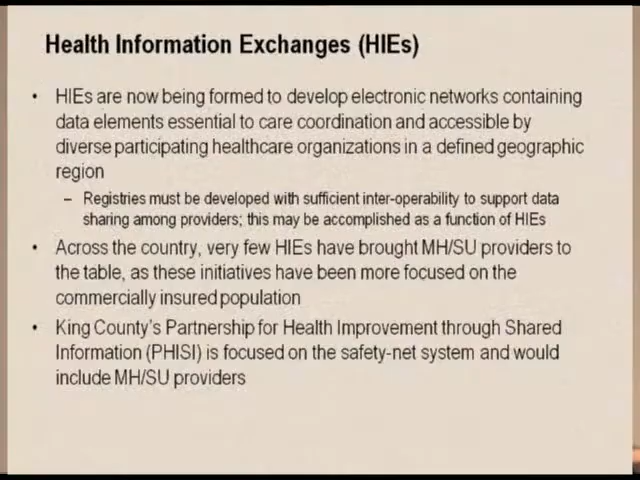 Health Information Exchanges (HIEs)
• HIEs are now being formed to develop electronic networks containing
data elements essential to care coordination and accessible by
diverse participating healthcare organizations in a defined geographic
region
– Registries must be developed with sufficient inter-operability to support data
sharing among providers; this may be accomplished as a function of HIEs
• Across the country, very few HIEs have brought MH/SU providers to
the table, as these initiatives have been more focused on the
commercially insured population
• King County's Partnership for Health Improvement through Shared
Information (PHISI) is focused on the safety-net system and would
include MH/SU providers